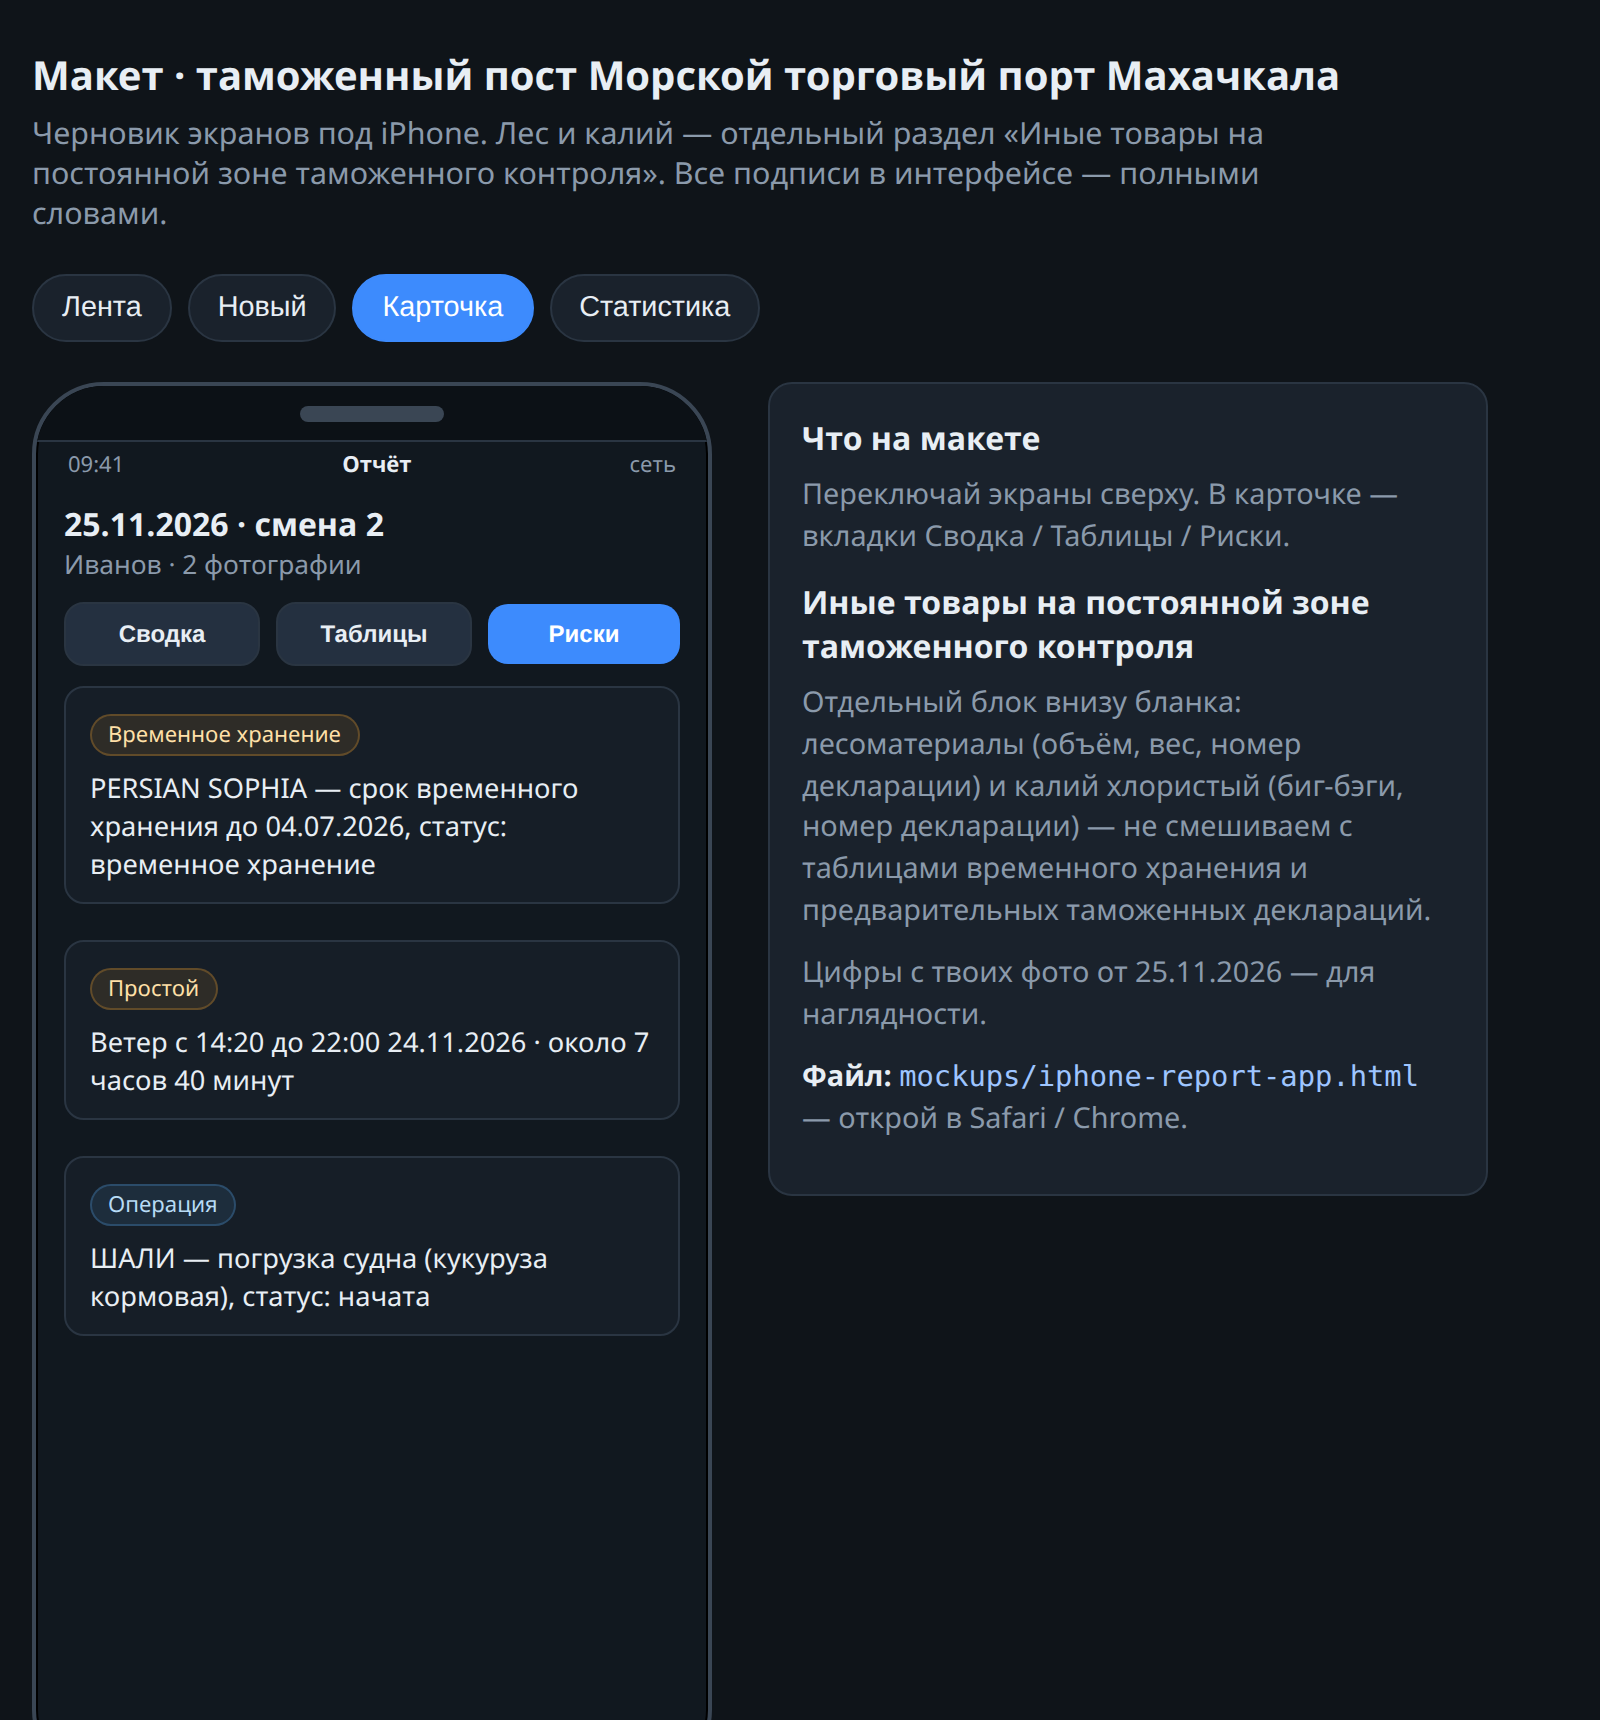 Макет · таможенный пост Морской торговый порт Махачкала
Черновик экранов под iPhone. Лес и калий — отдельный раздел «Иные товары на
постоянной зоне таможенного контроля». Все подписи в интерфейсе — полными
словами.
Лента
Новый
Карточка
Статистика
09:41
Отчёт
сеть
25.11.2026 · смена 2
Иванов · 2 фотографии
Сводка
Таблицы
Риски
Временное хранение
PERSIAN SOPHIA — срок временного
хранения до 04.07.2026, статус:
временное хранение
Простой
Ветер с 14:20 до 22:00 24.11.2026 · около 7
часов 40 минут
Операция
ШАЛИ — погрузка судна (кукуруза
кормовая), статус: начата
Что на макете
Переключай экраны сверху. В карточке —
вкладки Сводка / Таблицы / Риски.
Иные товары на постоянной зоне
таможенного контроля
Отдельный блок внизу бланка:
лесоматериалы (объём, вес, номер
декларации) и калий хлористый (биг-бэги,
номер декларации) — не смешиваем с
таблицами временного хранения и
предварительных таможенных деклараций.
Цифры с твоих фото от 25.11.2026 — для
наглядности.
Файл: mockups/iphone-report-app.html
— открой в Safari / Chrome.